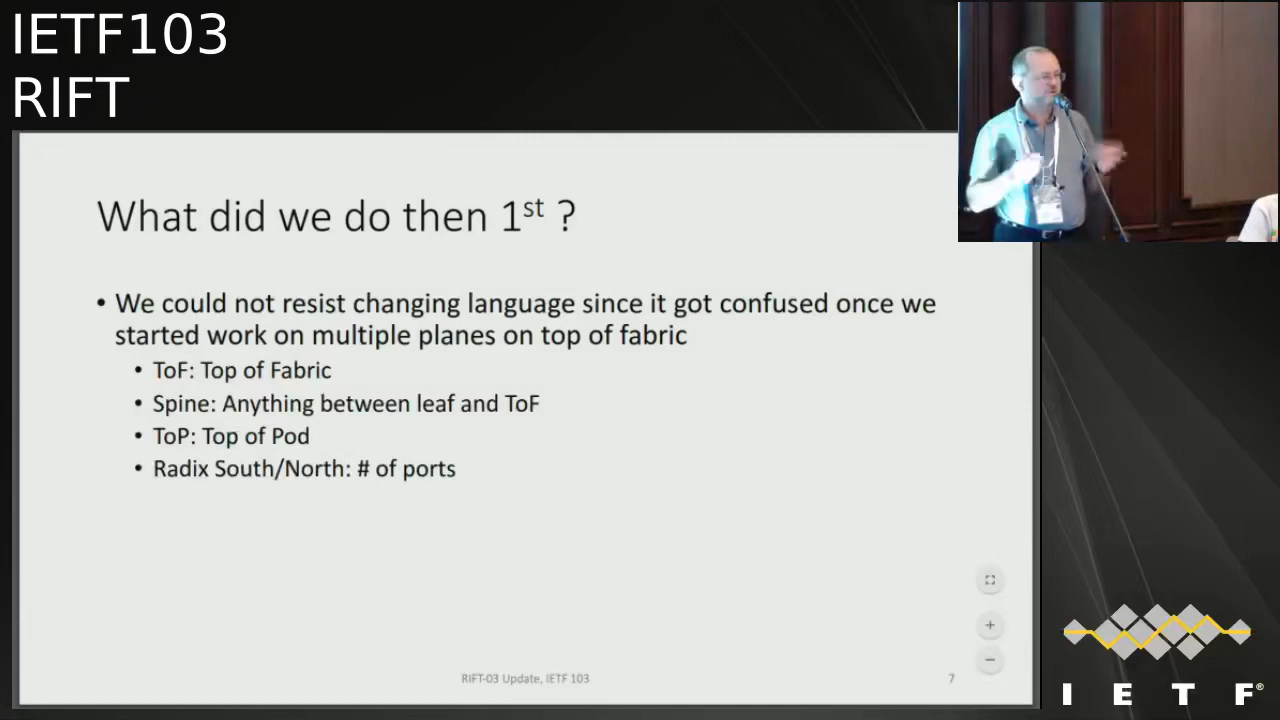 IETF103
RIFT
What did we do then 1st ?
• We could not resist changing language since it got confused once we
started work on multiple planes on top of fabric
• ToF: Top of Fabric
• Spine: Anything between leaf and ToF
• ToP: Top of Pod
• Radix South/North: # of ports
RIFT-03 Update, IETF 103
7
I E T F®